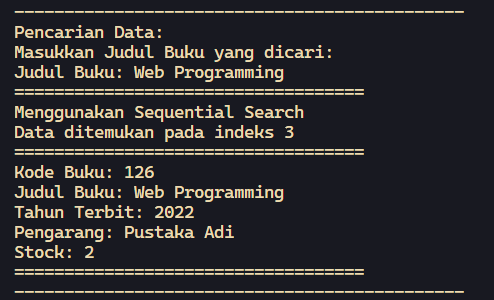 ---------------------------------------------
Pencarian Data:
Masukkan Judul Buku yang dicari:
Judul Buku: Web Programming
===================================
Menggunakan Sequential Search
Data ditemukan pada indeks 3
===================================
Kode Buku: 126
Judul Buku: Web Programming
Tahun Terbit: 2022
Pengarang: Pustaka Adi
Stock: 2
===================================
---------------------------------------------